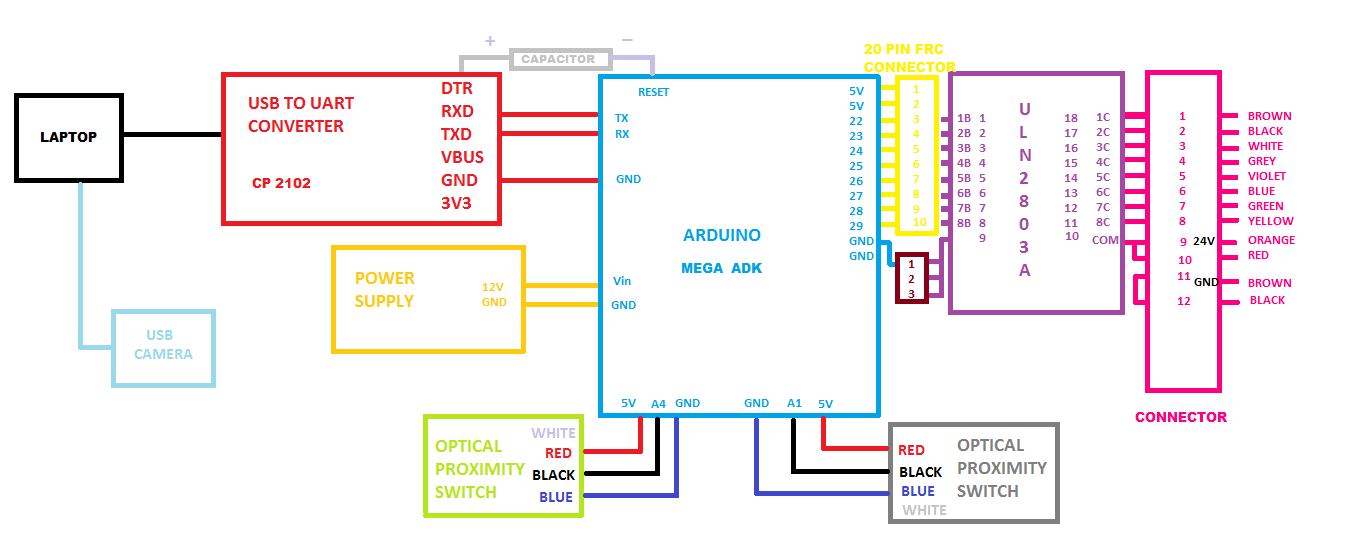 + –
CAPACITOR
20 PIN FRC
CONNECTOR
LAPTOP
USB TO UART
CONVERTER
CP 2102
DTR
RXD
TXD
VBUS
GND
3V3
RESET
TX
RX
GND
ARDUINO
MEGA ADK
Vin
GND
5V
5V
22
23
24
25
26
27
28
29
GND
GND
1
2
3
4
5
6
7
8
9
10
1
2
3
1B 1
2B 2
3B 3
4B 4
5B 5
6B 6
7B 7
8B 8
9
ULN2803A
18 1C
17 2C
16 3C
15 4C
14 5C
13 6C
12 7C
11 8C
10 COM
1 BROWN
2 BLACK
3 WHITE
4 GREY
5 VIOLET
6 BLUE
7 GREEN
8 YELLOW
9 24V ORANGE
10 RED
11 GND BROWN
12 BLACK
CONNECTOR
POWER
SUPPLY
12V
GND
USB
CAMERA
5V A4 GND
GND A1 5V
OPTICAL
PROXIMITY
SWITCH
WHITE
RED
BLACK
BLUE
RED
BLACK
BLUE
WHITE
OPTICAL
PROXIMITY
SWITCH